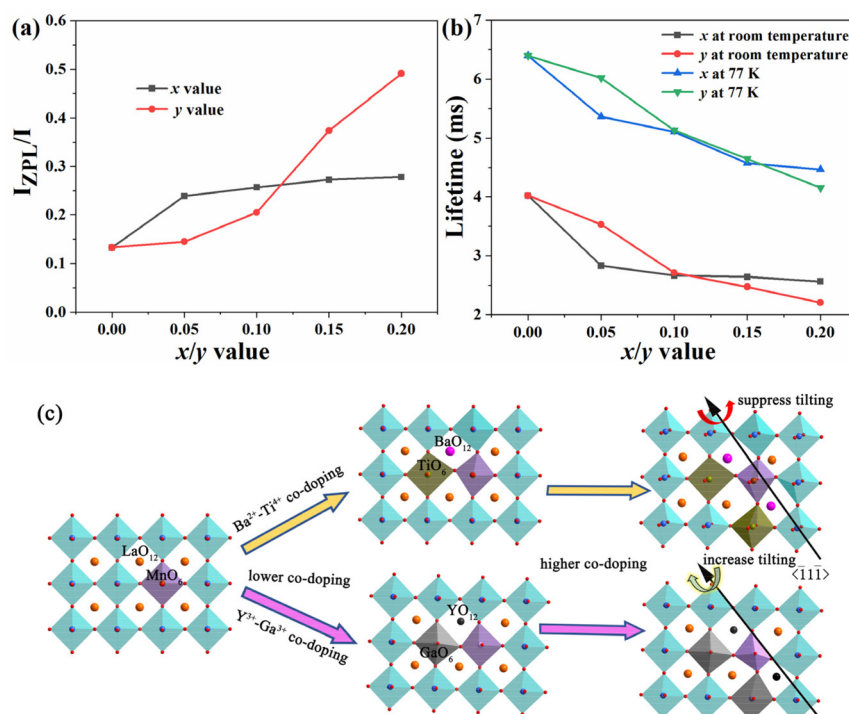 (a)
I_ZPL/I
0.6
0.5
0.4
0.3
0.2
0.1
0.0
x value
y value
0.00 0.05 0.10 0.15 0.20
x/y value
(b)
Lifetime (ms)
7
6
5
4
3
2
x at room temperature
y at room temperature
x at 77 K
y at 77 K
0.00 0.05 0.10 0.15 0.20
x/y value
(c)
LaO₁₂
MnO₆
Ba²⁺-Ti⁴⁺ co-doping
lower co-doping
Y³⁺-Ga³⁺ co-doping
BaO₁₂
TiO₆
YO₁₂
GaO₆
higher co-doping
suppress tilting
increase tilting
⟨1̄11̄⟩